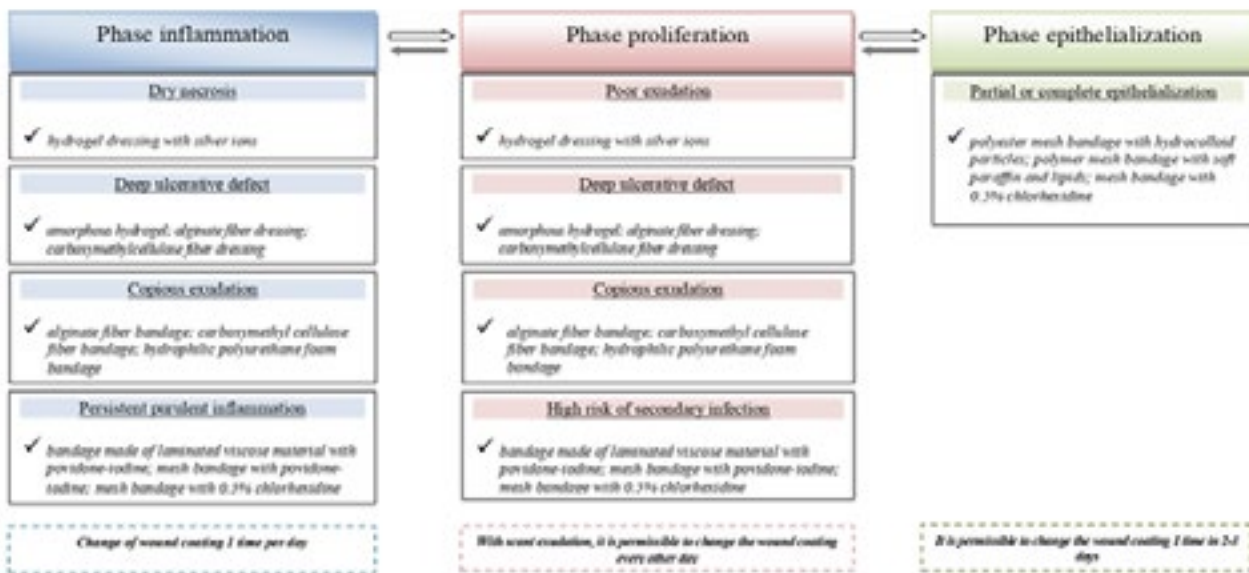 Phase inflammation
Dry necrosis
✓ hydrogel dressing with silver ions
Deep ulcerative defect
✓ amorphous hydrogel; alginate fiber dressing;
carboxymethylcellulose fiber dressing
Copious exudation
✓ alginate fiber bandage; carboxymethyl cellulose
fiber bandage; hydrophilic polyurethane foam
bandage
Persistent purulent inflammation
✓ bandage made of laminated viscose material with
povidone-iodine; mesh bandage with povidone-
iodine; mesh bandage with 0.5% chlorhexidine
Change of wound coating 1 time per day
Phase proliferation
Poor exudation
✓ hydrogel dressing with silver ions
Deep ulcerative defect
✓ amorphous hydrogel; alginate fiber dressing;
carboxymethylcellulose fiber dressing
Copious exudation
✓ alginate fiber bandage; carboxymethyl cellulose
fiber bandage; hydrophilic polyurethane foam
bandage
High risk of secondary infection
✓ bandage made of laminated viscose material with
povidone-iodine; mesh bandage with povidone-iodine;
mesh bandage with 0.5% chlorhexidine
With scant exudation, it is permissible to change the wound coating
every other day
Phase epithelialization
Partial or complete epithelialization
✓ polyester mesh bandage with hydrocolloid
particles; polymer mesh bandage with soft
paraffin and lipids; mesh bandage with
0.5% chlorhexidine
It is permissible to change the wound coating 1 time in 2-3
days